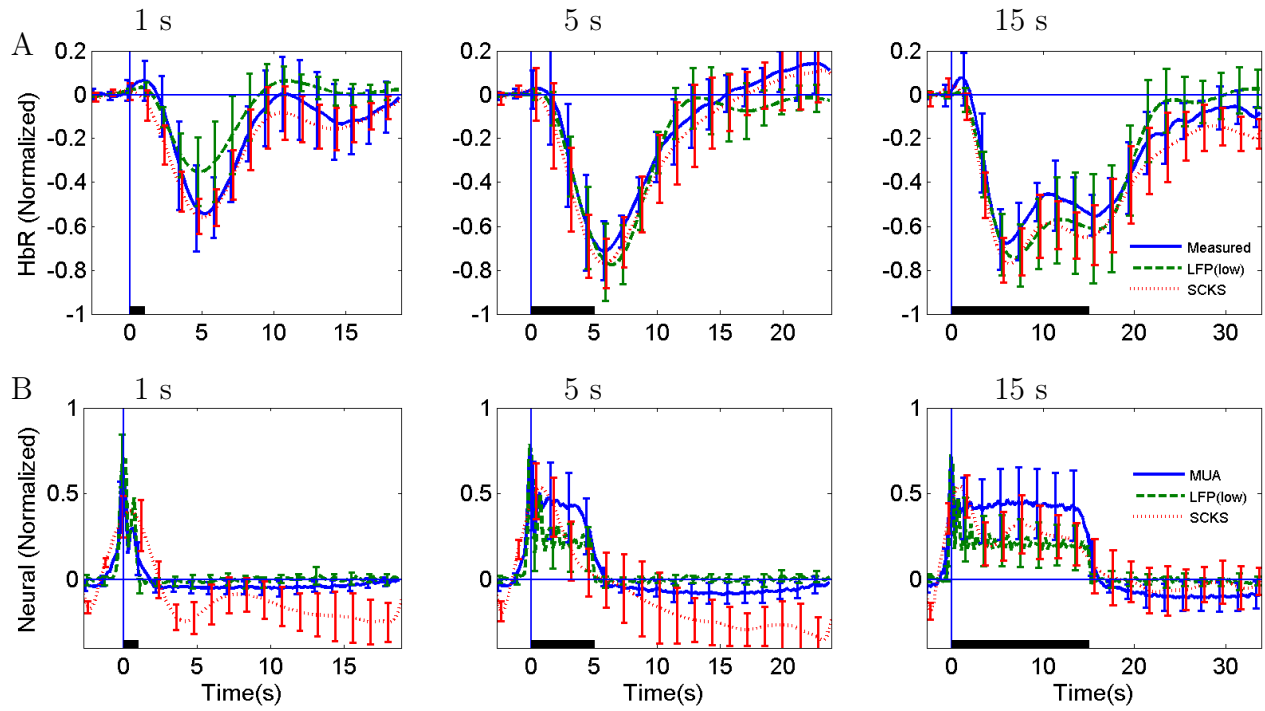 1 s 5 s 15 s
A
HbR (Normalized)
0.2 0.2 0.2
0 0 0
-0.2 -0.2 -0.2
-0.4 -0.4 -0.4
-0.6 -0.6 -0.6
-0.8 -0.8 -0.8
-1 -1 -1
Measured
LFP(low)
SCKS
0 5 10 15 0 5 10 15 20 0 10 20 30
B
1 s 5 s 15 s
Neural (Normalized)
1 1 1
0.5 0.5 0.5
0 0 0
MUA
LFP(low)
SCKS
0 5 10 15 0 5 10 15 20 0 10 20 30
Time(s) Time(s) Time(s)